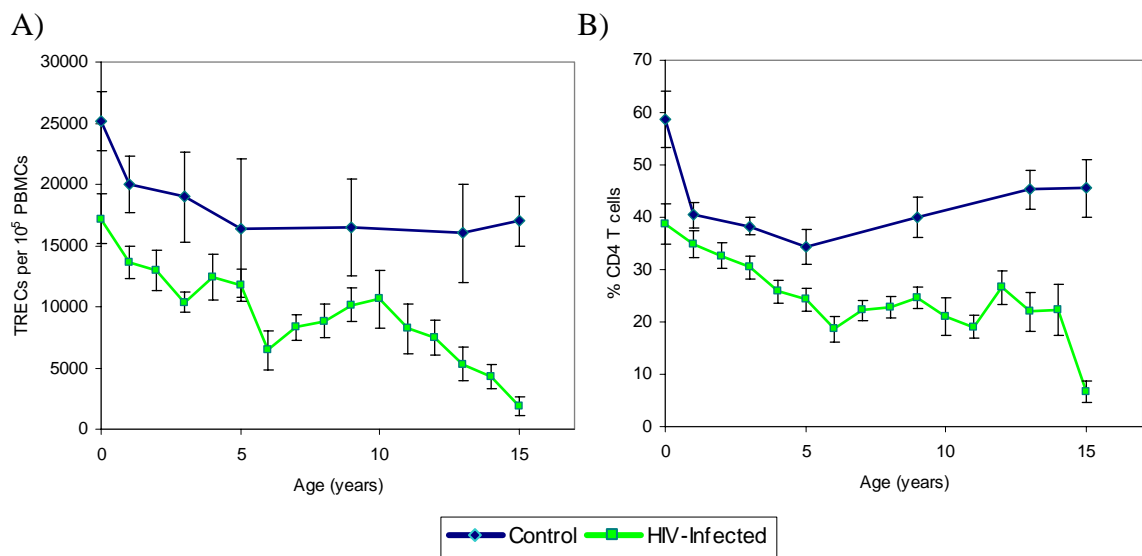 A)
B)
30000
25000
20000
15000
10000
5000
0
TRECs per 10⁵ PBMCs
0 5 10 15
Age (years)
70
60
50
40
30
20
10
0
% CD4 T cells
0 5 10 15
Age (years)
Control HIV-Infected